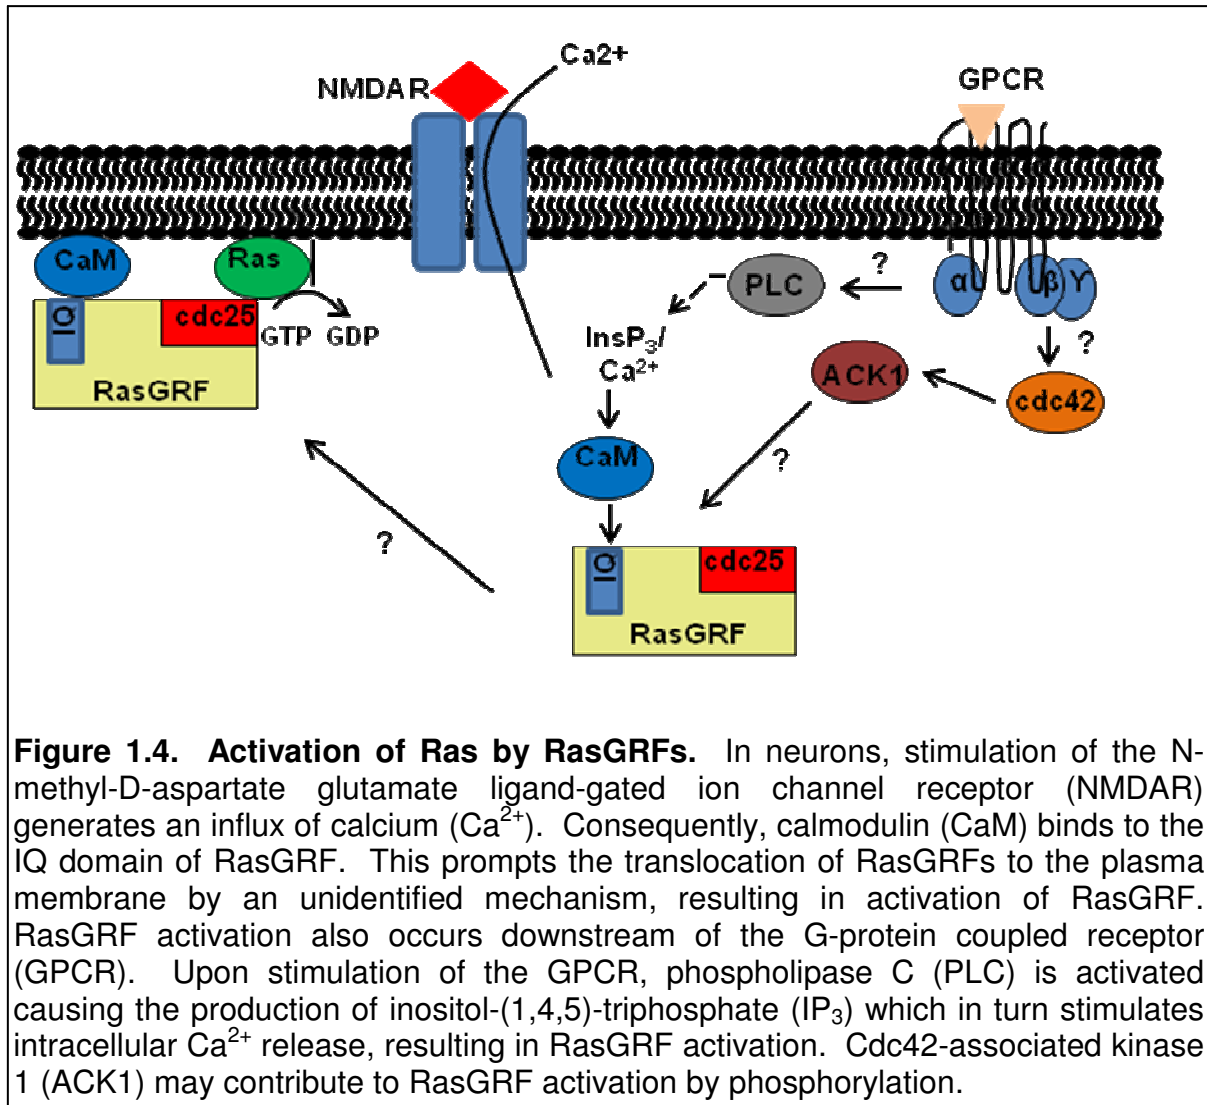 Ca2+
NMDAR
GPCR
CaM
Ras
IQ
cdc25
GTP GDP
RasGRF
PLC
?
α
β
γ
InsP3/
Ca2+
ACK1
?
cdc42
CaM
?
?
IQ
cdc25
RasGRF
Figure 1.4. Activation of Ras by RasGRFs. In neurons, stimulation of the N-
methyl-D-aspartate glutamate ligand-gated ion channel receptor (NMDAR)
generates an influx of calcium (Ca2+). Consequently, calmodulin (CaM) binds to the
IQ domain of RasGRF. This prompts the translocation of RasGRFs to the plasma
membrane by an unidentified mechanism, resulting in activation of RasGRF.
RasGRF activation also occurs downstream of the G-protein coupled receptor
(GPCR). Upon stimulation of the GPCR, phospholipase C (PLC) is activated
causing the production of inositol-(1,4,5)-triphosphate (IP3) which in turn stimulates
intracellular Ca2+ release, resulting in RasGRF activation. Cdc42-associated kinase
1 (ACK1) may contribute to RasGRF activation by phosphorylation.